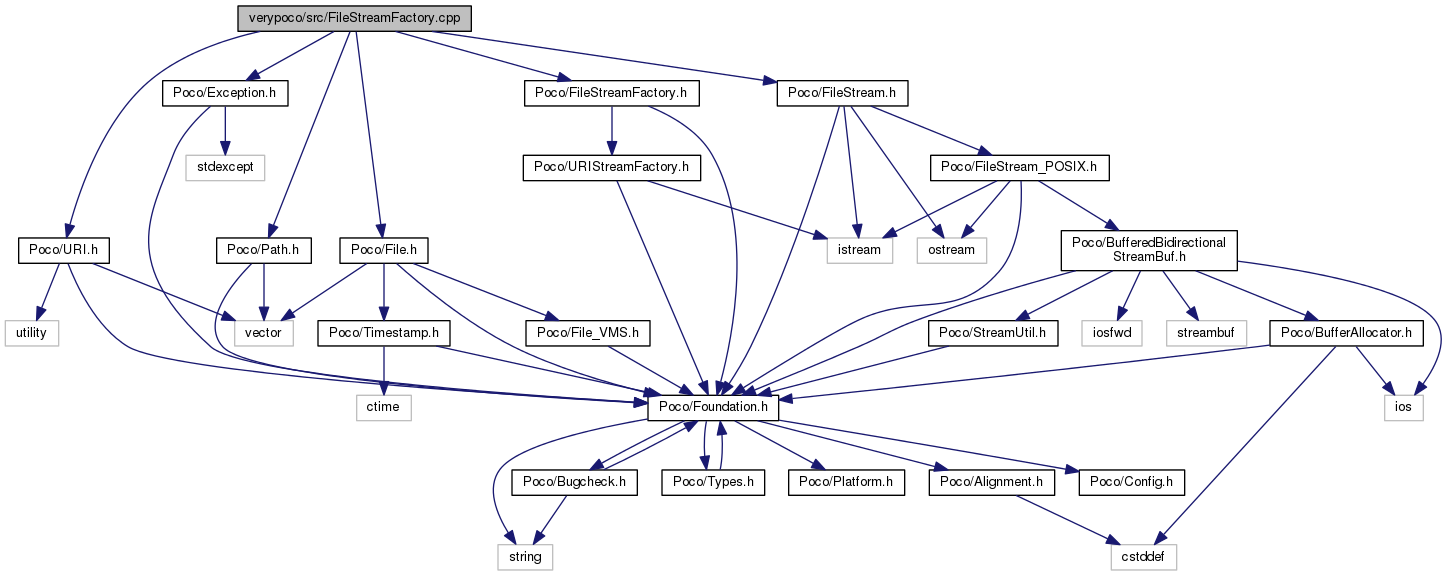 verypoco/src/FileStreamFactory.cpp
Poco/Exception.h
Poco/FileStreamFactory.h
Poco/FileStream.h
stdexcept
Poco/URIStreamFactory.h
Poco/FileStream_POSIX.h
Poco/URI.h
Poco/Path.h
Poco/File.h
istream
ostream
Poco/BufferedBidirectional
StreamBuf.h
utility
vector
Poco/Timestamp.h
Poco/File_VMS.h
Poco/StreamUtil.h
iosfwd
streambuf
Poco/BufferAllocator.h
ctime
Poco/Foundation.h
ios
Poco/Bugcheck.h
Poco/Types.h
Poco/Platform.h
Poco/Alignment.h
Poco/Config.h
string
cstddef